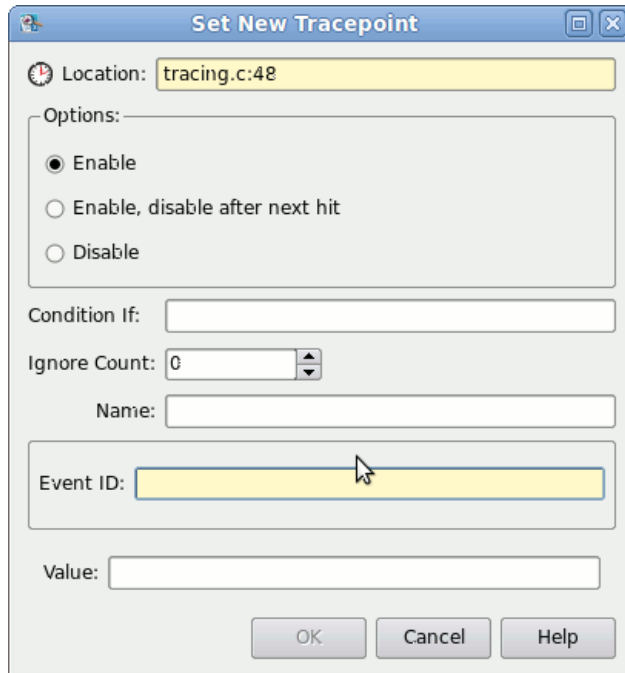 Set New Tracepoint
Location: tracing.c:48
Options:
Enable
Enable, disable after next hit
Disable
Condition If:
Ignore Count: 0
Name:
Event ID:
Value:
OK Cancel Help